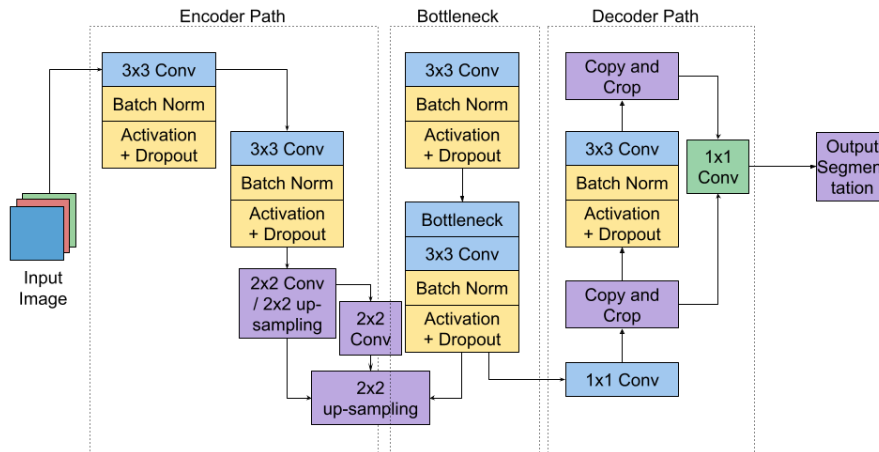 Encoder Path
Bottleneck
Decoder Path
Input
Image
3x3 Conv
Batch Norm
Activation
+ Dropout
3x3 Conv
Batch Norm
Activation
+ Dropout
2x2 Conv
/ 2x2 up-
sampling
2x2
Conv
2x2
up-sampling
3x3 Conv
Batch Norm
Activation
+ Dropout
Bottleneck
3x3 Conv
Batch Norm
Activation
+ Dropout
Copy and
Crop
3x3 Conv
Batch Norm
Activation
+ Dropout
Copy and
Crop
1x1 Conv
1x1
Conv
Output
Segmen
tation